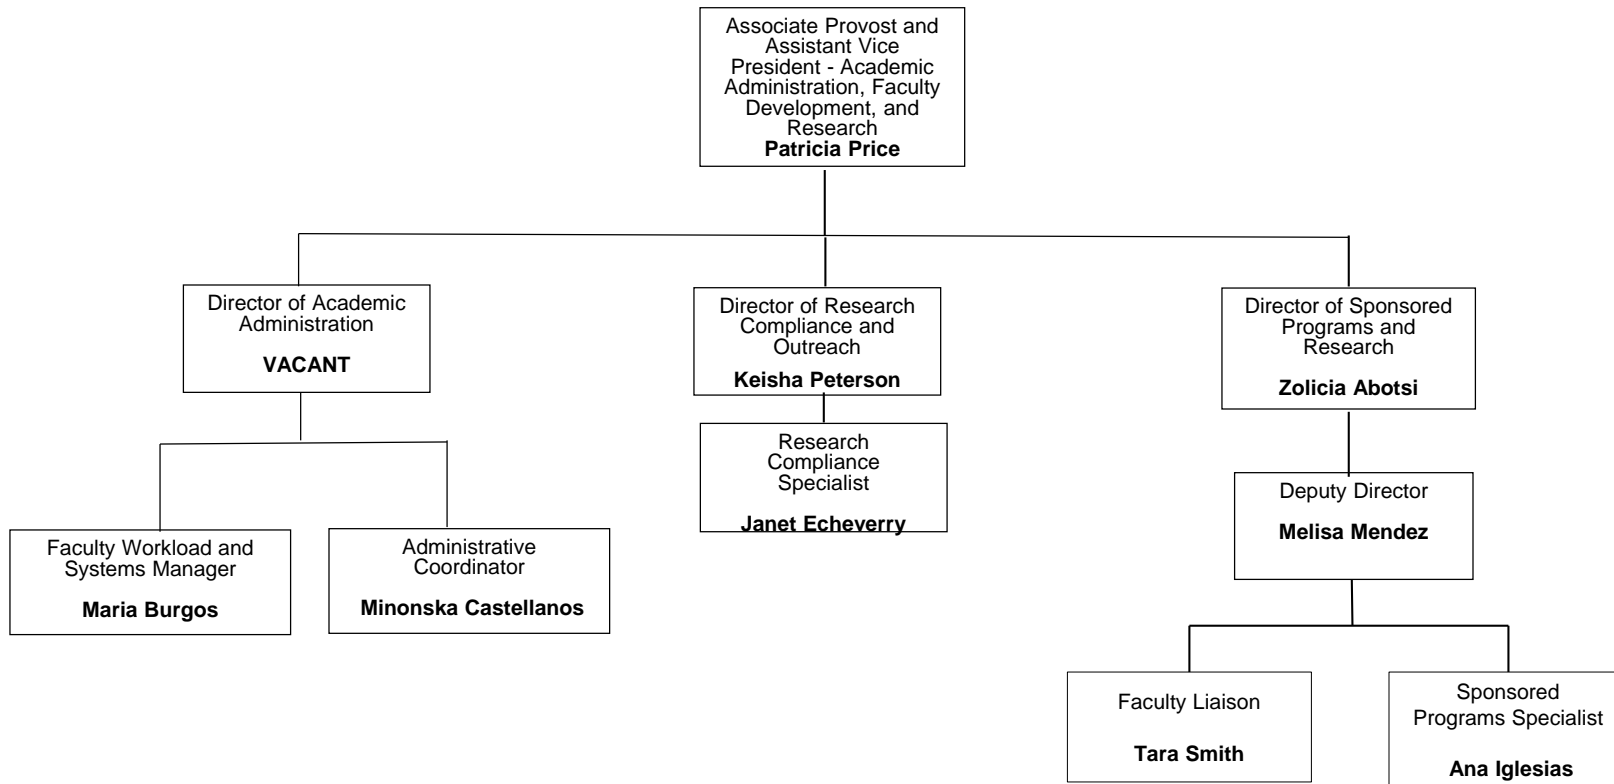 Associate Provost and
Assistant Vice
President - Academic
Administration, Faculty
Development, and
Research
Patricia Price
Director of Academic
Administration
VACANT
Director of Research
Compliance and
Outreach
Keisha Peterson
Director of Sponsored
Programs and
Research
Zolicia Abotsi
Research
Compliance
Specialist
Janet Echeverry
Deputy Director
Melisa Mendez
Faculty Workload and
Systems Manager
Maria Burgos
Administrative
Coordinator
Minonska Castellanos
Faculty Liaison
Tara Smith
Sponsored
Programs Specialist
Ana Iglesias